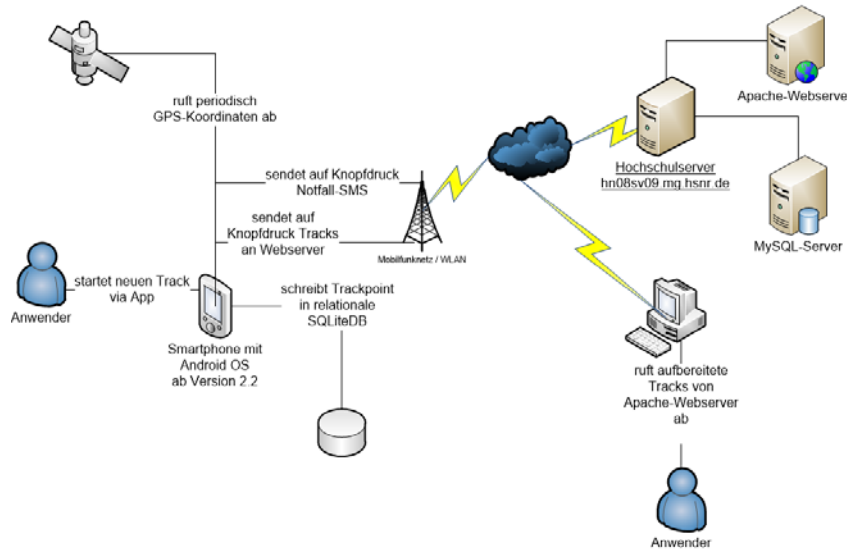 ruft periodisch
GPS-Koordinaten ab
Apache-Webserve
Hochschulserver
hn08sv09.mg.hsnr.de
sendet auf Knopfdruck
Notfall-SMS
MySQL-Server
sendet auf
Knopfdruck Tracks
an Webserver
Mobilfunknetz / WLAN
startet neuen Track
via App
Anwender
schreibt Trackpoint
in relationale
SQLiteDB
Smartphone mit
Android OS
ab Version 2.2
ruft aufbereitete
Tracks von
Apache-Webserver
ab
Anwender